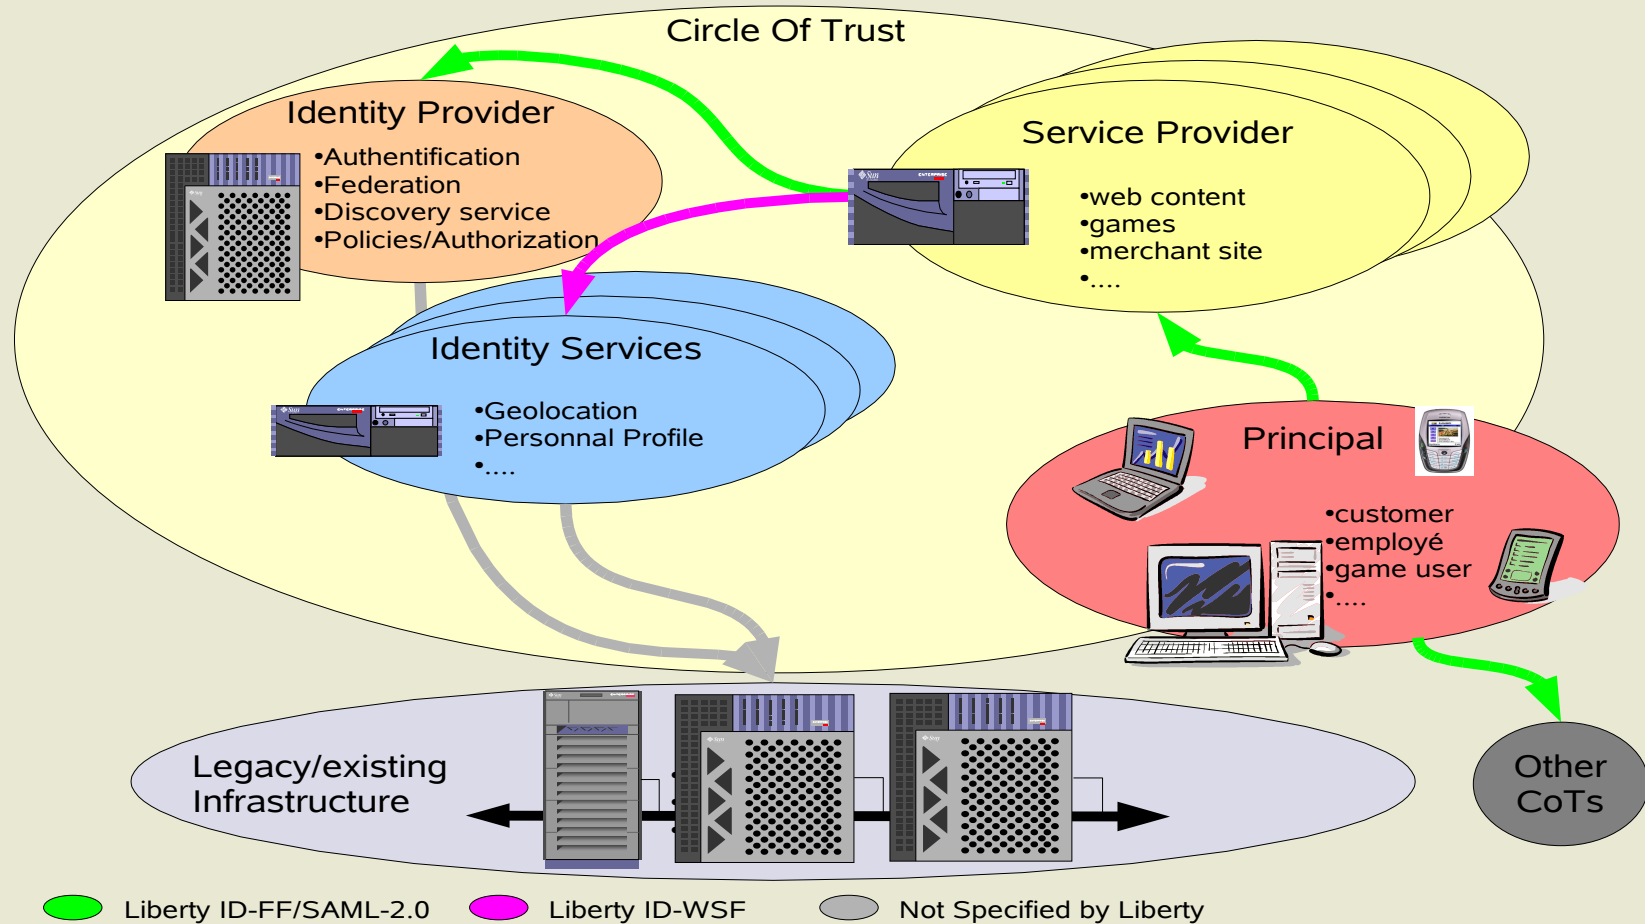 Circle Of Trust
Identity Provider
•Authentification
•Federation
•Discovery service
•Policies/Authorization
Service Provider
•web content
•games
•merchant site
•....
Identity Services
•Geolocation
•Personnal Profile
•....
Principal
•customer
•employé
•game user
•....
Legacy/existing
Infrastructure
Other
CoTs
Liberty ID-FF/SAML-2.0
Liberty ID-WSF
Not Specified by Liberty
Sun
ENTERPRISE